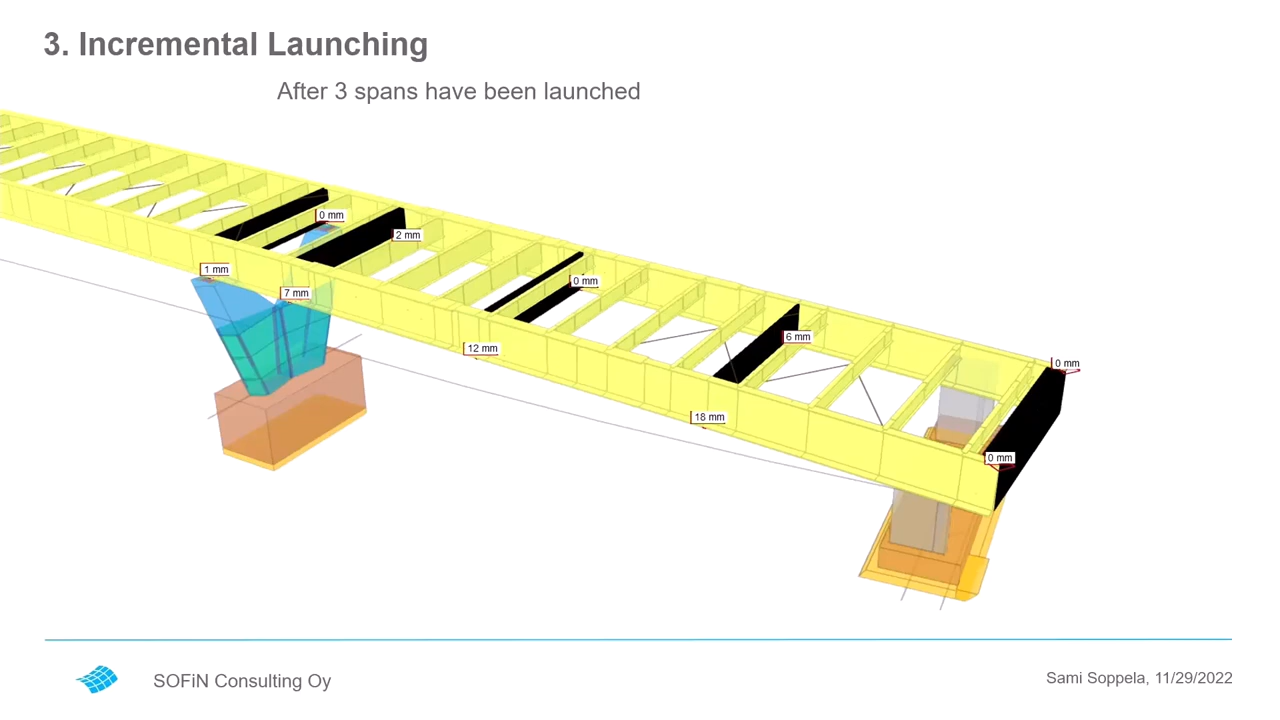 3. Incremental Launching
After 3 spans have been launched
0 mm
2 mm
1 mm
0 mm
7 mm
6 mm
12 mm
0 mm
18 mm
0 mm
SOFiN Consulting Oy
Sami Soppela, 11/29/2022